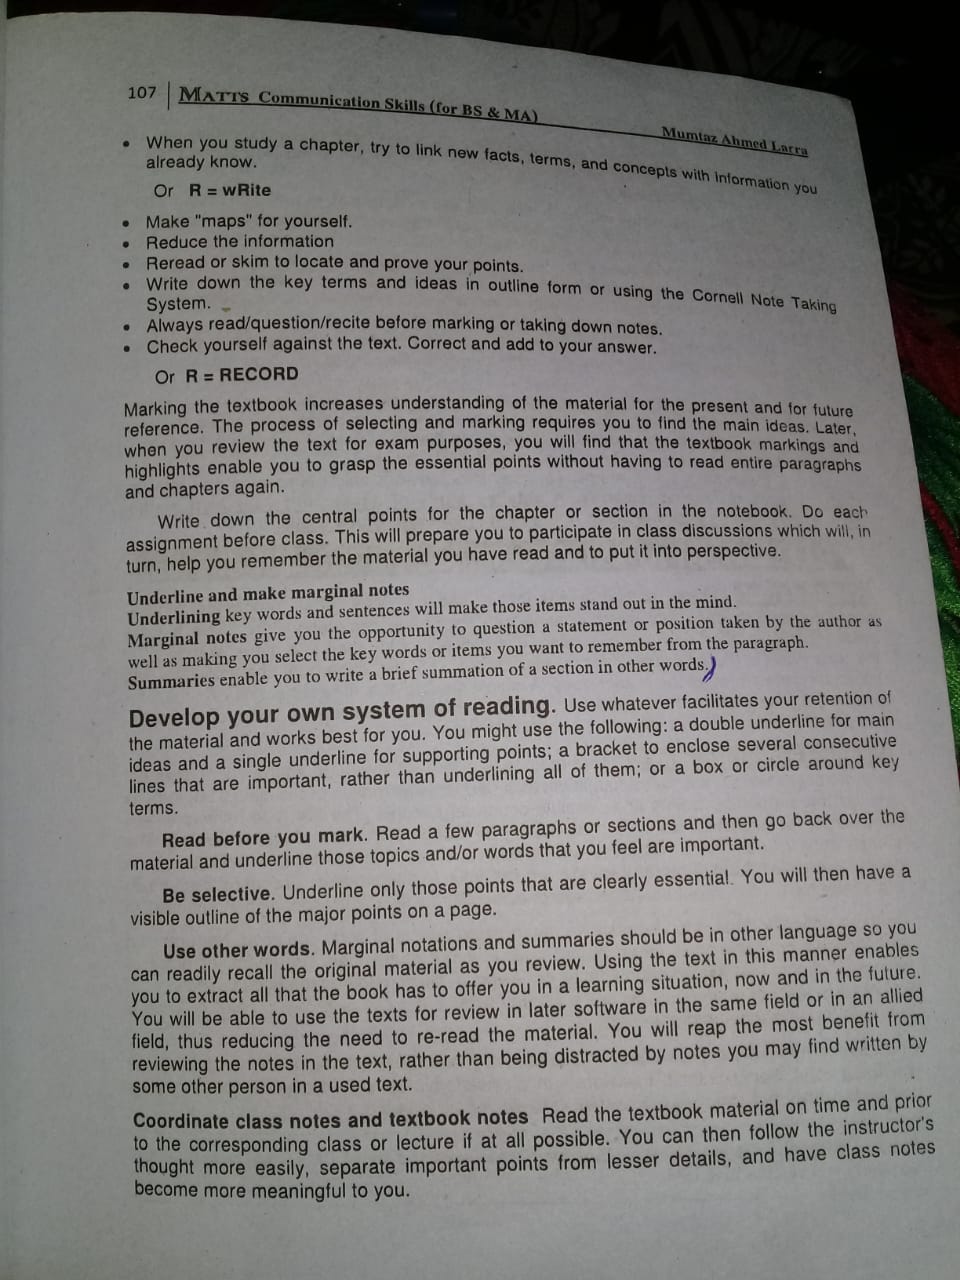 107 | MATTS Communication Skills (for BS & MA)
Mumtaz Ahmed Larra
• When you study a chapter, try to link new facts, terms, and concepts with information you
already know.
Or R = wRite
• Make "maps" for yourself.
• Reduce the information
• Reread or skim to locate and prove your points.
• Write down the key terms and ideas in outline form or using the Cornell Note Taking
System.
• Always read/question/recite before marking or taking down notes.
• Check yourself against the text. Correct and add to your answer.
Or R = RECORD
Marking the textbook increases understanding of the material for the present and for future
reference. The process of selecting and marking requires you to find the main ideas. Later,
when you review the text for exam purposes, you will find that the textbook markings and
highlights enable you to grasp the essential points without having to read entire paragraphs
and chapters again.
Write down the central points for the chapter or section in the notebook. Do each
assignment before class. This will prepare you to participate in class discussions which will, in
turn, help you remember the material you have read and to put it into perspective.
Underline and make marginal notes
Underlining key words and sentences will make those items stand out in the mind.
Marginal notes give you the opportunity to question a statement or position taken by the author as
well as making you select the key words or items you want to remember from the paragraph.
Summaries enable you to write a brief summation of a section in other words.
Develop your own system of reading. Use whatever facilitates your retention of
the material and works best for you. You might use the following: a double underline for main
ideas and a single underline for supporting points; a bracket to enclose several consecutive
lines that are important, rather than underlining all of them; or a box or circle around key
terms.
Read before you mark. Read a few paragraphs or sections and then go back over the
material and underline those topics and/or words that you feel are important.
Be selective. Underline only those points that are clearly essential. You will then have a
visible outline of the major points on a page.
Use other words. Marginal notations and summaries should be in other language so you
can readily recall the original material as you review. Using the text in this manner enables
you to extract all that the book has to offer you in a learning situation, now and in the future.
You will be able to use the texts for review in later software in the same field or in an allied
field, thus reducing the need to re-read the material. You will reap the most benefit from
reviewing the notes in the text, rather than being distracted by notes you may find written by
some other person in a used text.
Coordinate class notes and textbook notes Read the textbook material on time and prior
to the corresponding class or lecture if at all possible. You can then follow the instructor's
thought more easily, separate important points from lesser details, and have class notes
become more meaningful to you.